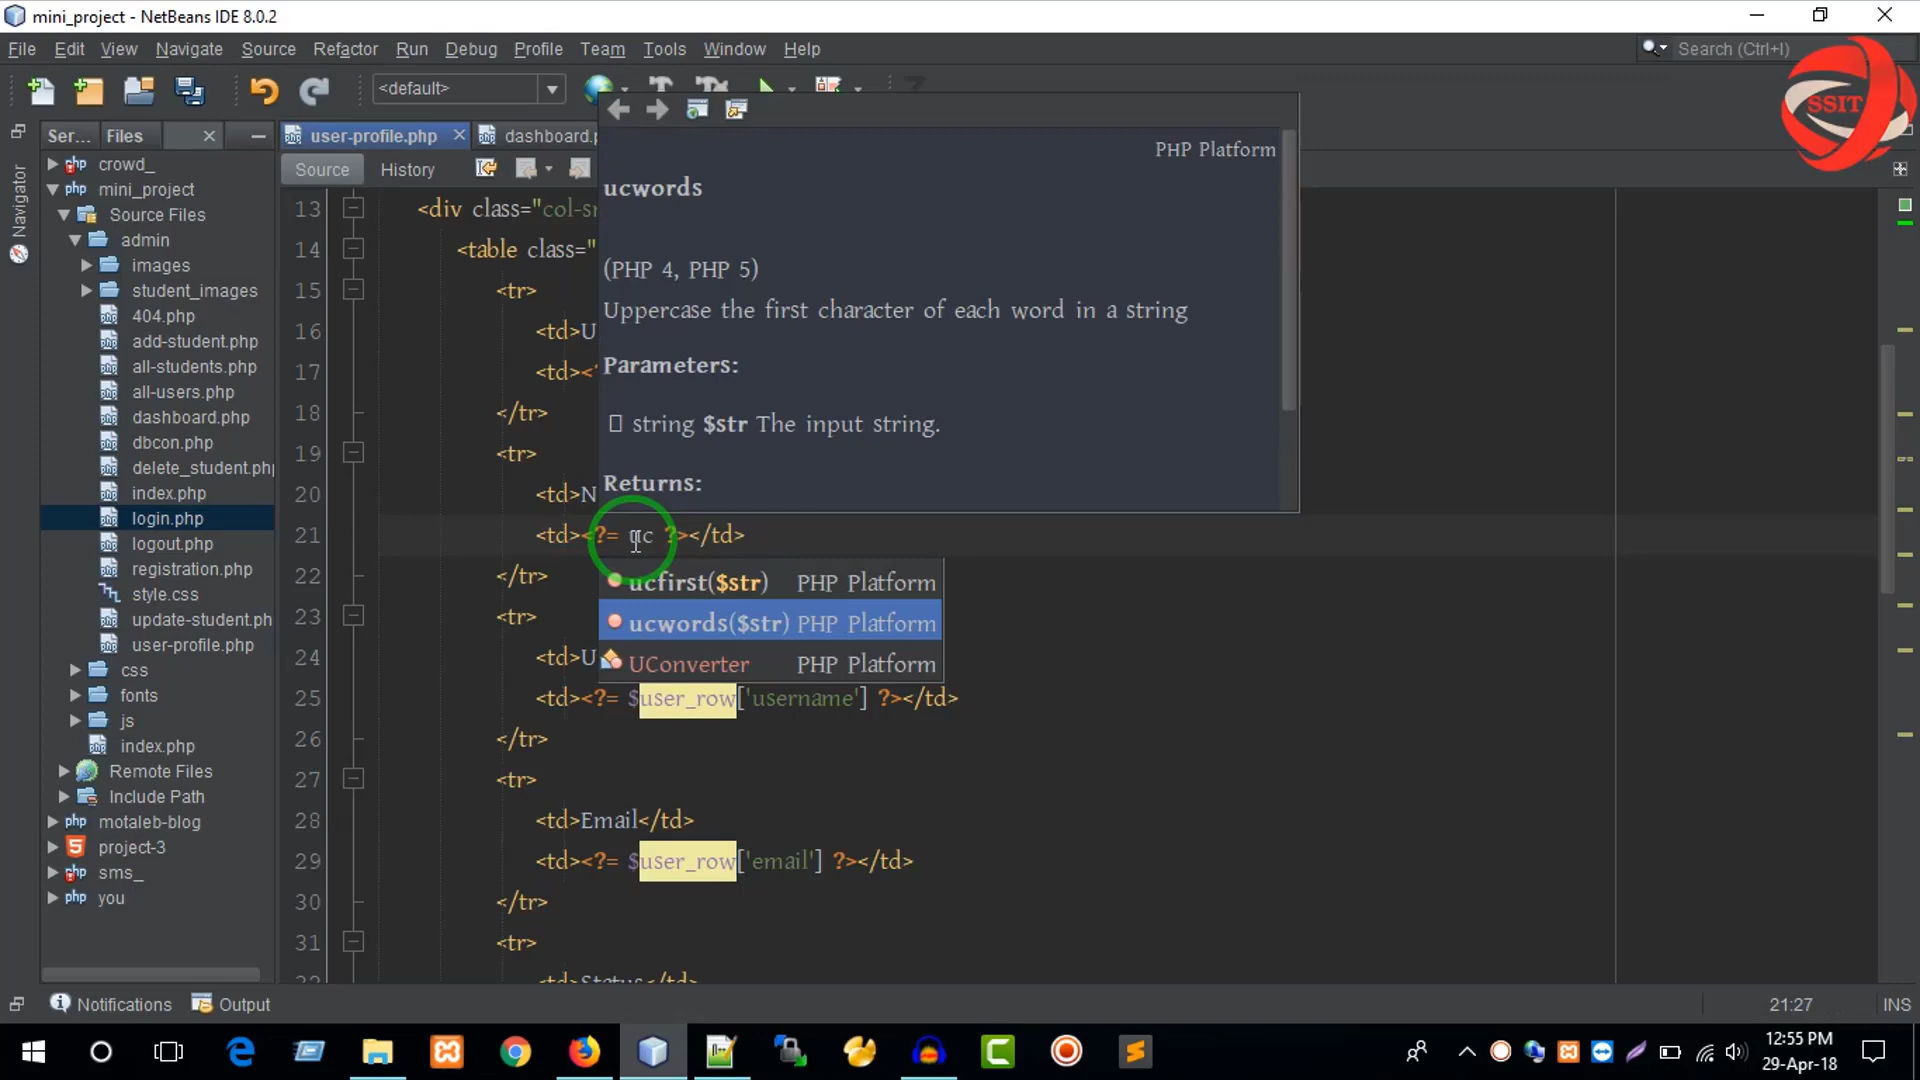 mini_project - NetBeans IDE 8.0.2
File Edit View Navigate Source Refactor Run Debug Profile Team Tools Window Help
Search (Ctrl+I)
SSIT
<default>
Ser... Files
user-profile.php
dashboard.p
Source History
Navigator
crowd_
mini_project
Source Files
admin
images
student_images
404.php
add-student.php
all-students.php
all-users.php
dashboard.php
dbcon.php
delete_student.php
index.php
login.php
logout.php
registration.php
style.css
update-student.ph
user-profile.php
css
fonts
js
index.php
Remote Files
Include Path
motaleb-blog
project-3
sms_
you
PHP Platform
ucwords
(PHP 4, PHP 5)
Uppercase the first character of each word in a string
Parameters:
string $str The input string.
Returns:
13 <div class="col-s
14 <table class="
15 <tr>
16 <td>U
17 <td><?
18 </tr>
19 <tr>
20 <td>N
21 <td><?= uc ?></td>
22 </tr>
23 <tr>
24 <td>U
25 <td><?= $user_row['username'] ?></td>
26 </tr>
27 <tr>
28 <td>Email</td>
29 <td><?= $user_row['email'] ?></td>
30 </tr>
31 <tr>
<td>Status</td>
ucfirst($str) PHP Platform
ucwords($str) PHP Platform
UConverter PHP Platform
Notifications Output
21:27 INS
12:55 PM
29-Apr-18